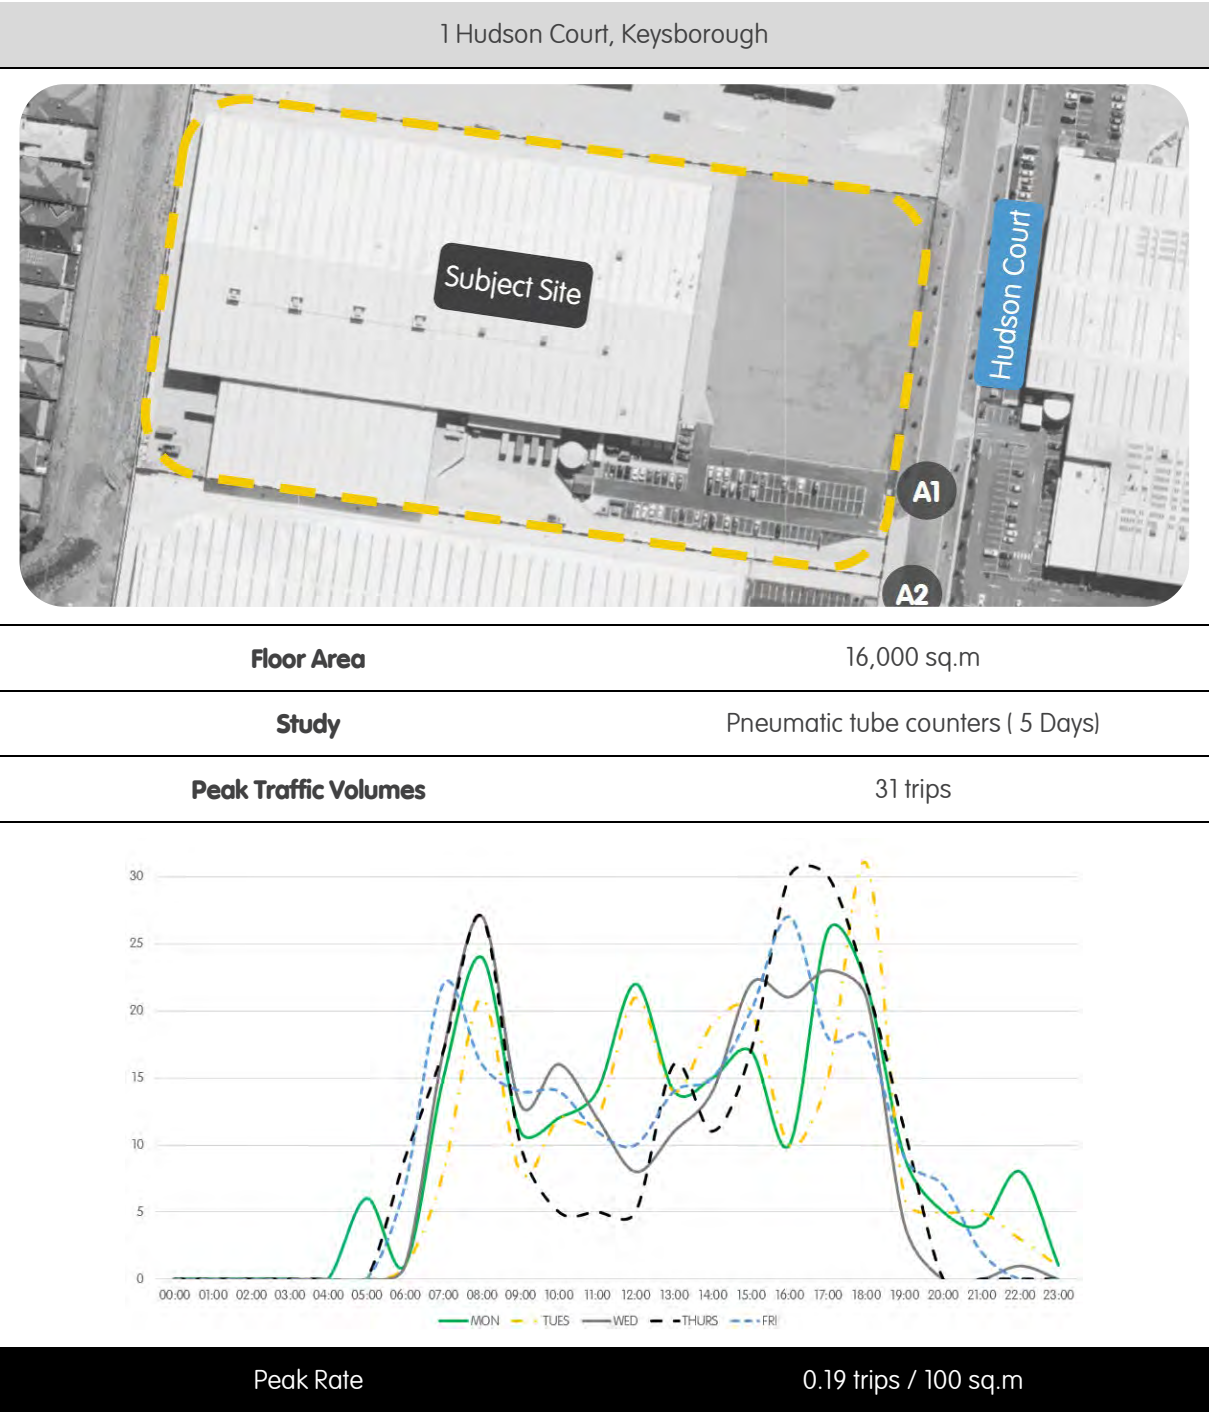 1 Hudson Court, Keysborough
Subject Site
Hudson Court
A1
A2
Floor Area 16,000 sq.m
Study Pneumatic tube counters ( 5 Days)
Peak Traffic Volumes 31 trips
30
25
20
15
10
5
0
00:00 01:00 02:00 03:00 04:00 05:00 06:00 07:00 08:00 09:00 10:00 11:00 12:00 13:00 14:00 15:00 16:00 17:00 18:00 19:00 20:00 21:00 22:00 23:00
MON TUES WED THURS FRI
Peak Rate 0.19 trips / 100 sq.m